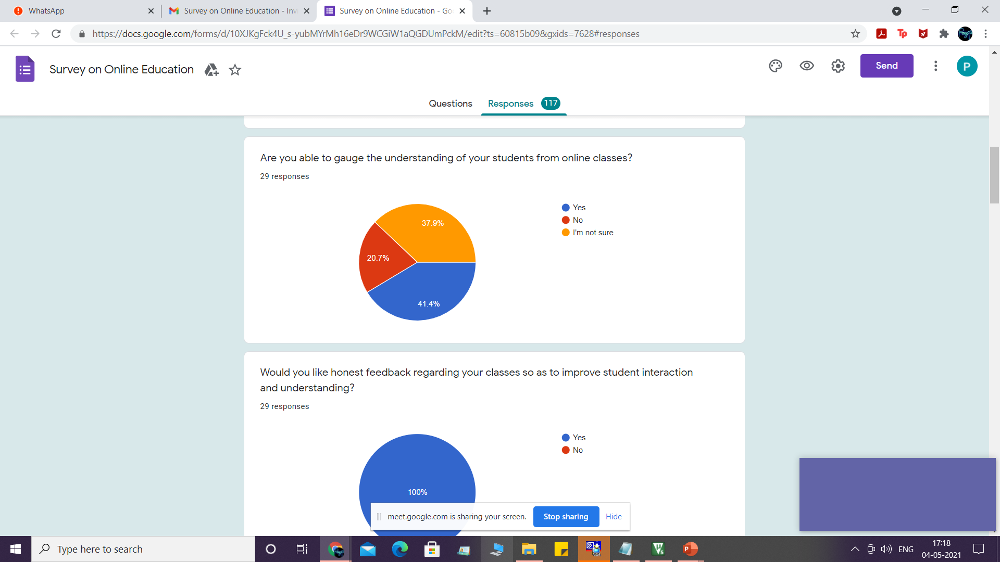 WhatsApp
Survey on Online Education - Inv
Survey on Online Education - Go
https://docs.google.com/forms/d/10XJKgFck4U_s-yubMYrMh16eDr9WCGiW1aQGDUmPckM/edit?ts=60815b09&gxids=7628#responses
Survey on Online Education
Send
P
Questions
Responses 117
Are you able to gauge the understanding of your students from online classes?
29 responses
Yes
No
I'm not sure
37.9%
20.7%
41.4%
Would you like honest feedback regarding your classes so as to improve student interaction
and understanding?
29 responses
Yes
No
100%
meet.google.com is sharing your screen.
Stop sharing
Hide
Type here to search
ENG
17:18
04-05-2021